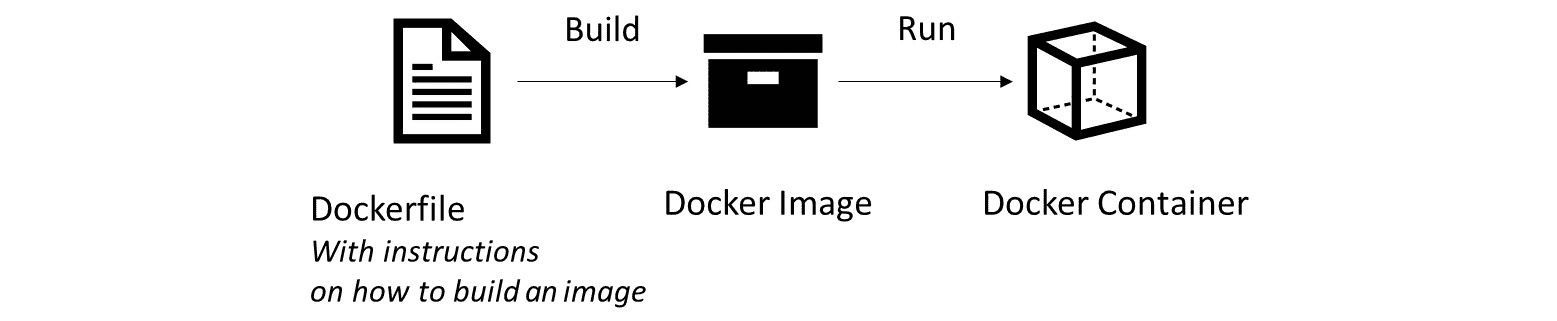 Build
Run
Dockerfile
With instructions
on how to build an image
Docker Image
Docker Container